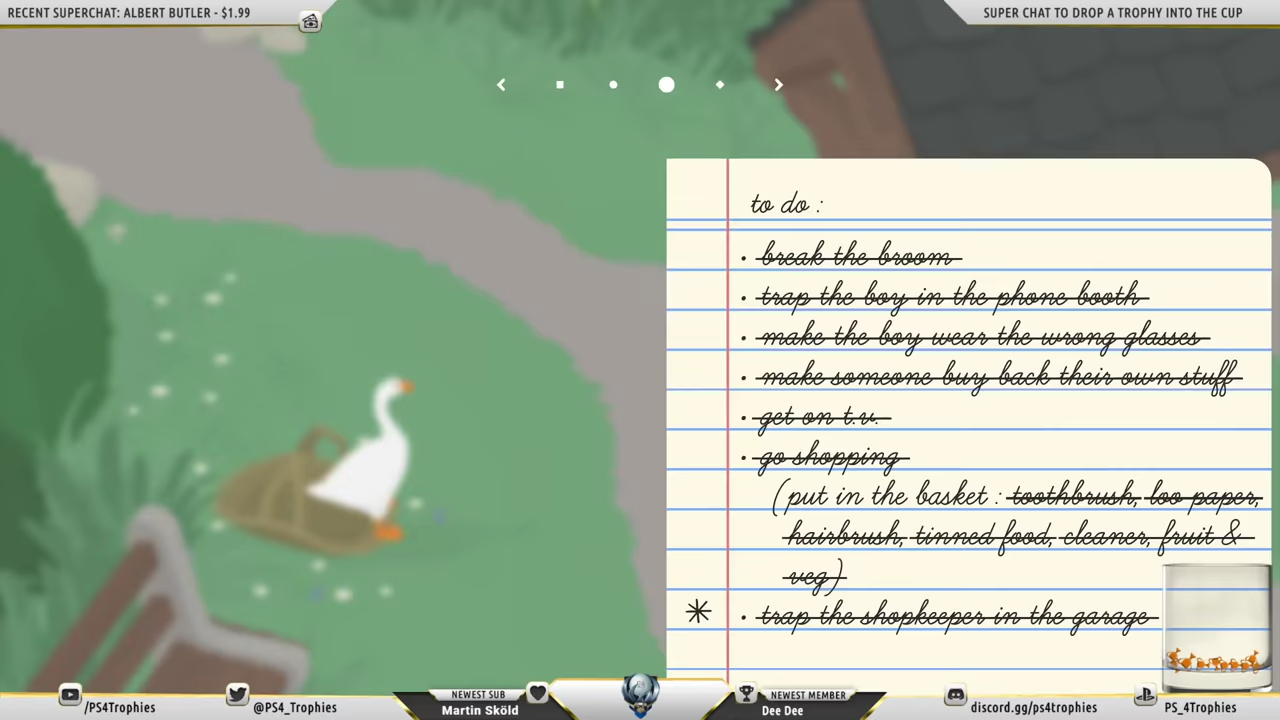 RECENT SUPERCHAT: ALBERT BUTLER - $1.99
SUPER CHAT TO DROP A TROPHY INTO THE CUP
to do :
• break the broom
• trap the boy in the phone booth
• make the boy wear the wrong glasses
• make someone buy back their own stuff
• get on t.v.
• go shopping
(put in the basket : toothbrush, loo paper,
hairbrush, tinned food, cleaner, fruit &
veg)
• trap the shopkeeper in the garage
/PS4Trophies
@PS4_Trophies
NEWEST SUB
Martin Sköld
NEWEST MEMBER
Dee Dee
discord.gg/ps4trophies
PS_4Trophies